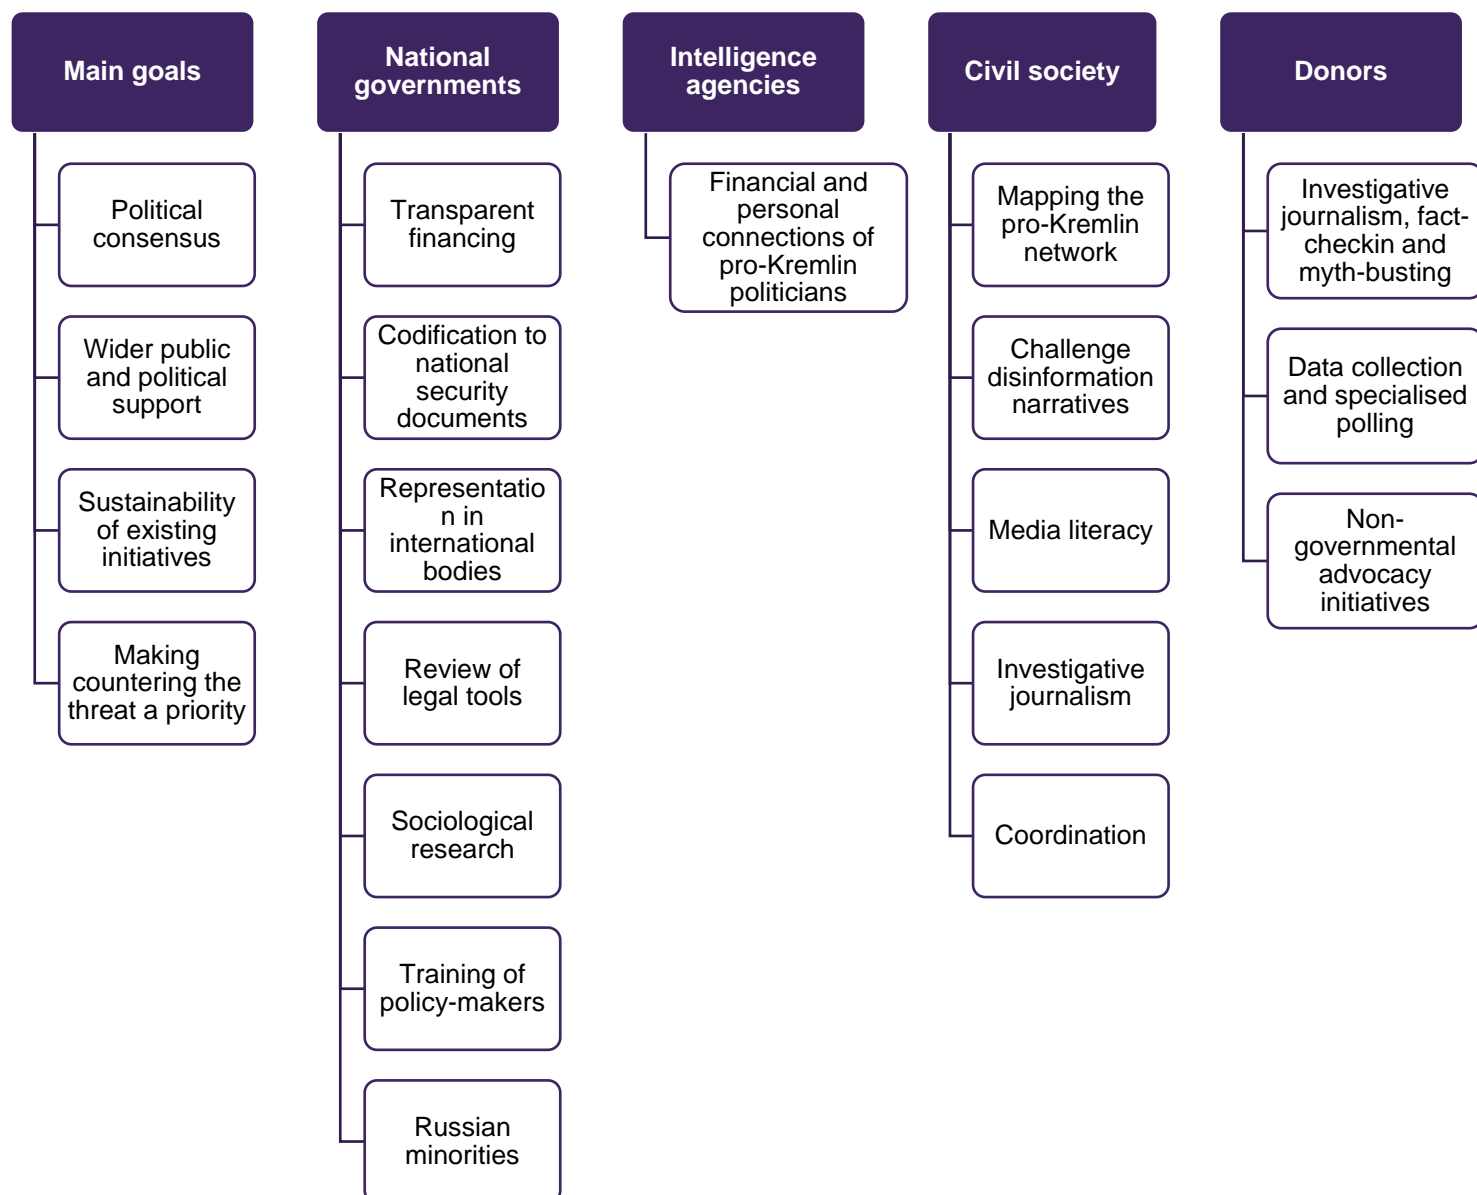 Main goals
Political
consensus
Wider public
and political
support
Sustainability
of existing
initiatives
Making
countering the
threat a priority
National
governments
Transparent
financing
Codification to
national
security
documents
Representatio
n in
international
bodies
Review of
legal tools
Sociological
research
Training of
policy-makers
Russian
minorities
Intelligence
agencies
Financial and
personal
connections of
pro-Kremlin
politicians
Civil society
Mapping the
pro-Kremlin
network
Challenge
disinformation
narratives
Media literacy
Investigative
journalism
Coordination
Donors
Investigative
journalism, fact-
checkin and
myth-busting
Data collection
and specialised
polling
Non-
governmental
advocacy
initiatives